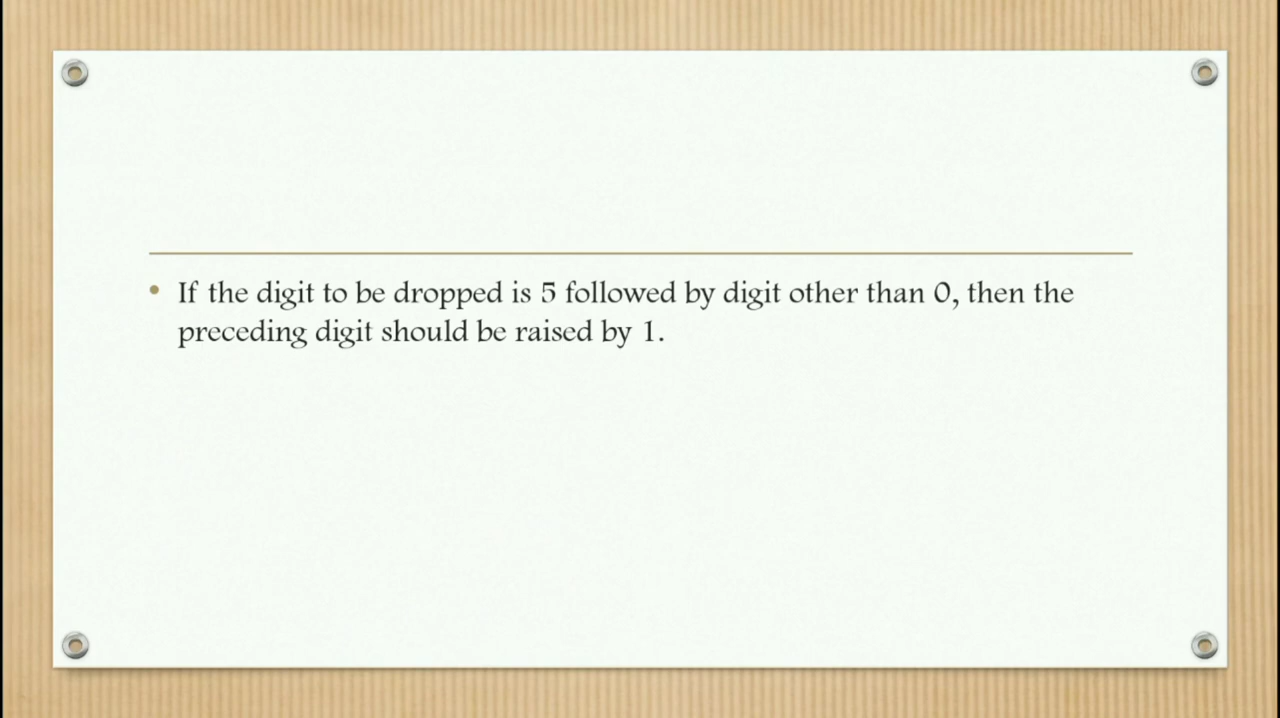 • If the digit to be dropped is 5 followed by digit other than 0, then the
preceding digit should be raised by 1.